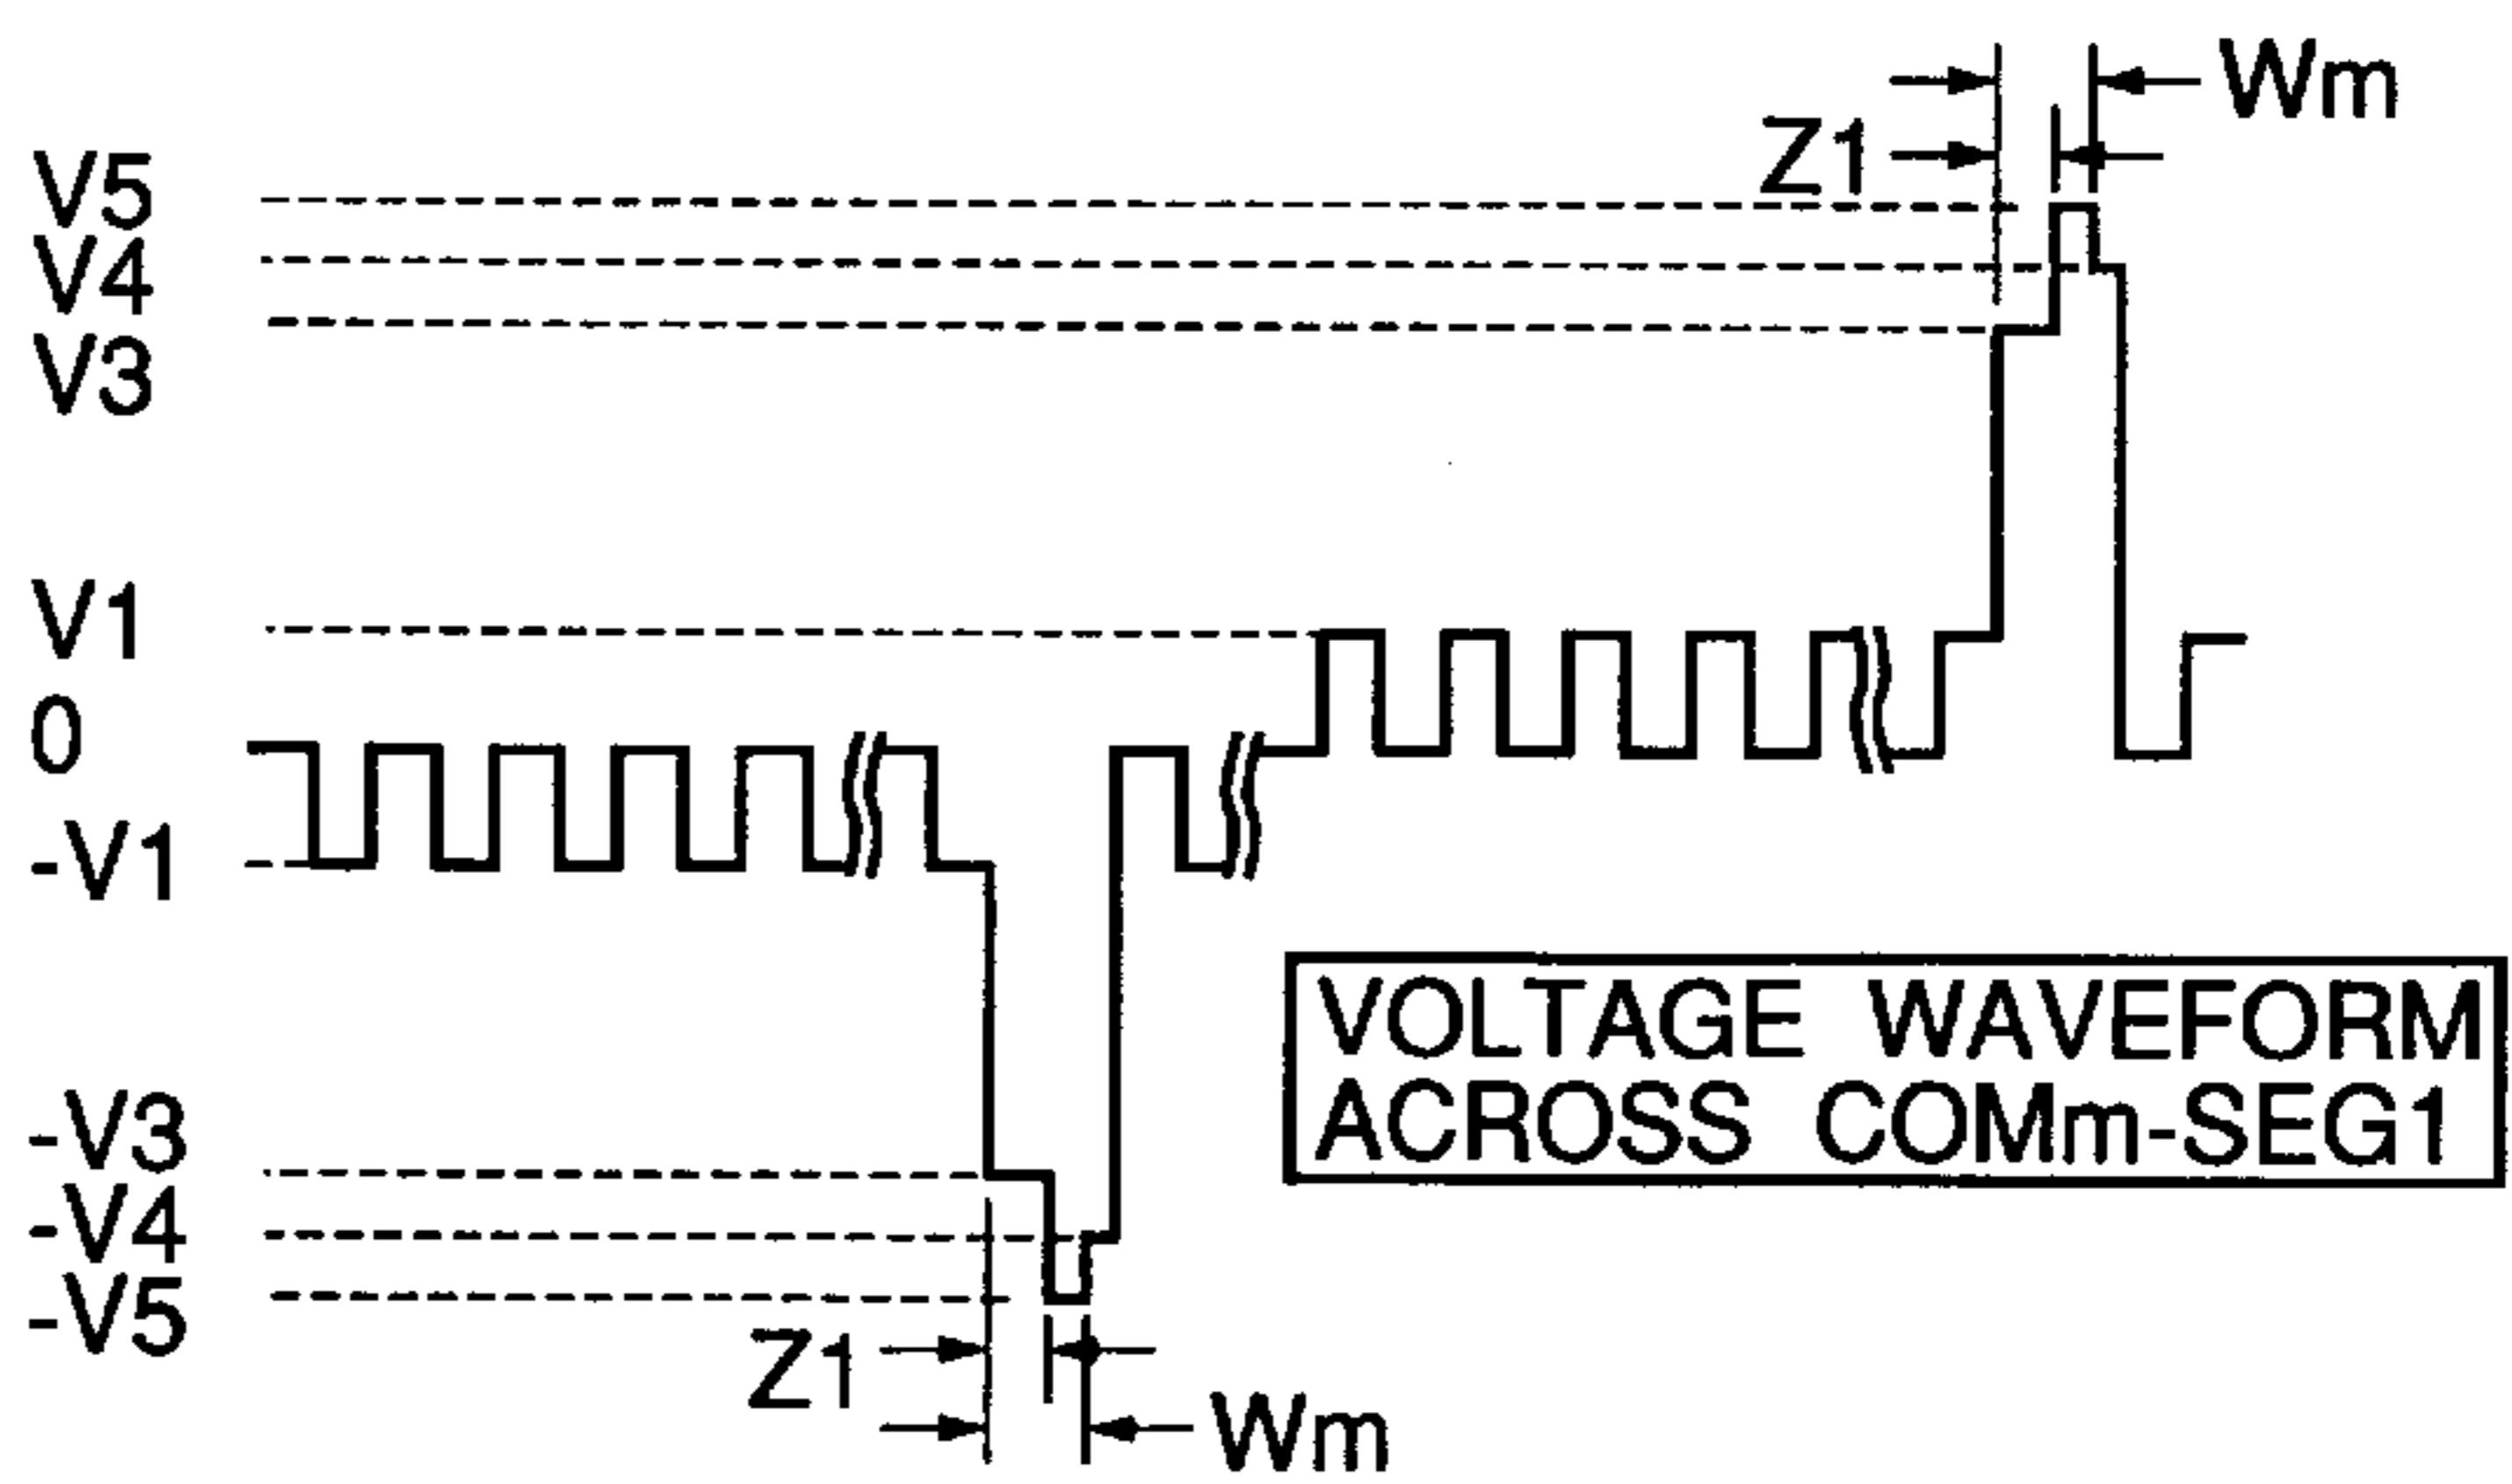 Wm
Z1
V5
V4
V3
V1
0
-V1
-V3
-V4
-V5
VOLTAGE WAVEFORM
ACROSS COMm-SEG1
Z1
Wm